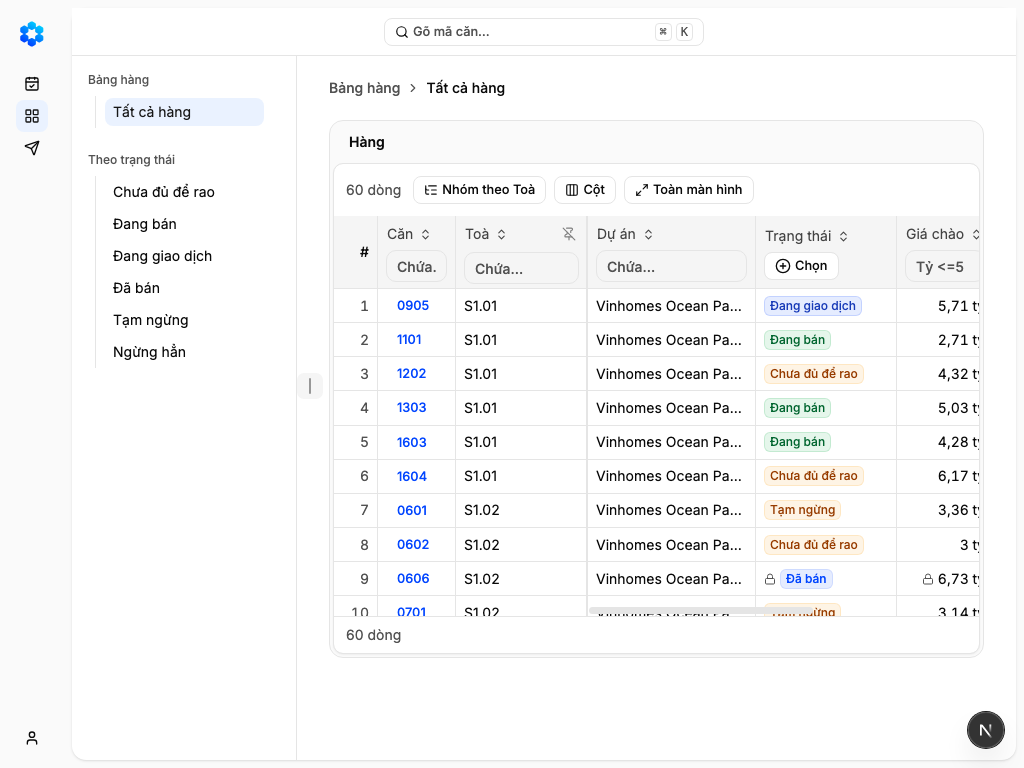 Gõ mã căn... ⌘ K
Bảng hàng
Tất cả hàng
Theo trạng thái
Chưa đủ để rao
Đang bán
Đang giao dịch
Đã bán
Tạm ngừng
Ngừng hẳn
Bảng hàng > Tất cả hàng
Hàng
60 dòng Nhóm theo Toà Cột Toàn màn hình
# Căn Toà Dự án Trạng thái Giá chào
Chứa. Chứa... Chứa... Chọn Tỷ <=5
1 0905 S1.01 Vinhomes Ocean Pa... Đang giao dịch 5,71 tỷ
2 1101 S1.01 Vinhomes Ocean Pa... Đang bán 2,71 tỷ
3 1202 S1.01 Vinhomes Ocean Pa... Chưa đủ để rao 4,32 tỷ
4 1303 S1.01 Vinhomes Ocean Pa... Đang bán 5,03 tỷ
5 1603 S1.01 Vinhomes Ocean Pa... Đang bán 4,28 tỷ
6 1604 S1.01 Vinhomes Ocean Pa... Chưa đủ để rao 6,17 tỷ
7 0601 S1.02 Vinhomes Ocean Pa... Tạm ngừng 3,36 tỷ
8 0602 S1.02 Vinhomes Ocean Pa... Chưa đủ để rao 3 tỷ
9 0606 S1.02 Vinhomes Ocean Pa... Đã bán 6,73 tỷ
10 0701 S1.02 Vinhomes Ocean Pa... Tạm ngừng 3,14 tỷ
60 dòng
N